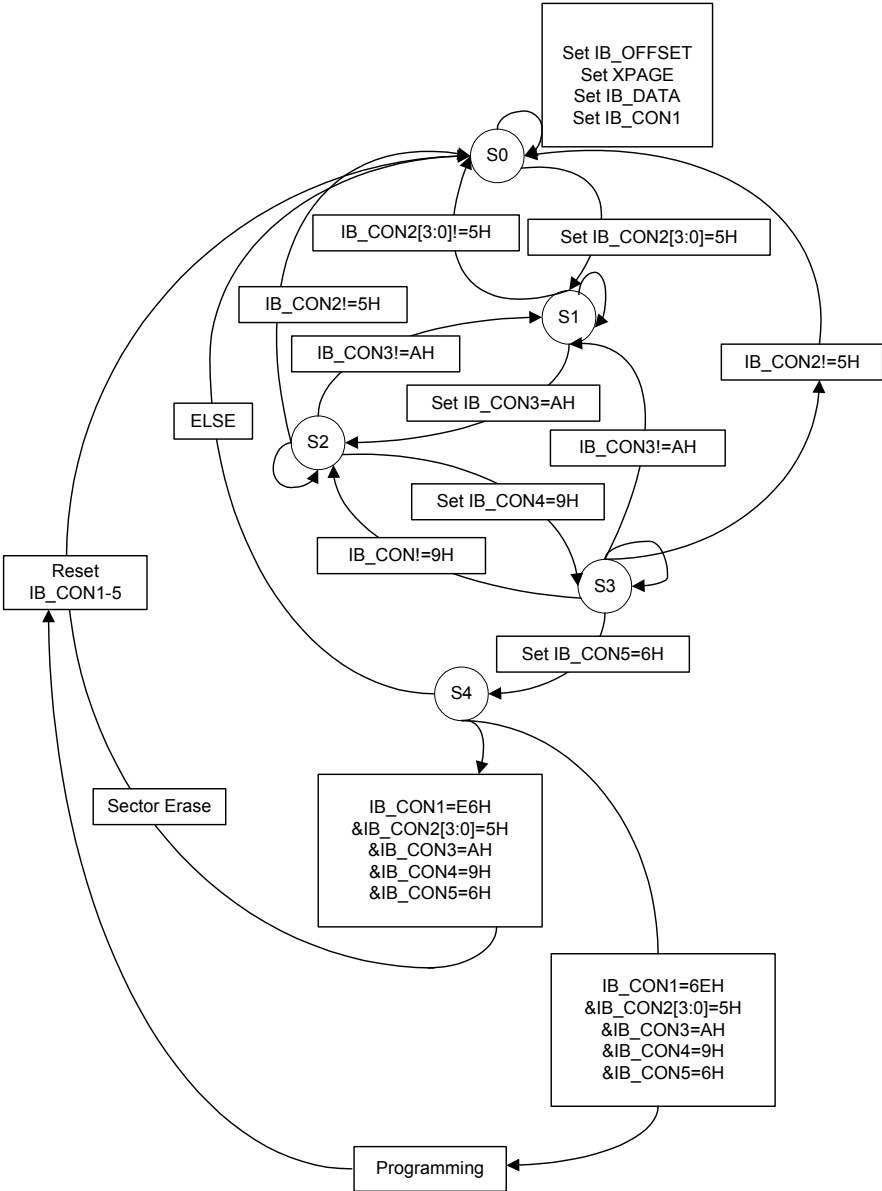 Set IB_OFFSET
Set XPAGE
Set IB_DATA
Set IB_CON1
S0
IB_CON2[3:0]!=5H
Set IB_CON2[3:0]=5H
IB_CON2!=5H
S1
IB_CON3!=AH
IB_CON2!=5H
Set IB_CON3=AH
ELSE
S2
IB_CON3!=AH
Set IB_CON4=9H
IB_CON!=9H
Reset
IB_CON1-5
S3
Set IB_CON5=6H
S4
Sector Erase
IB_CON1=E6H
&IB_CON2[3:0]=5H
&IB_CON3=AH
&IB_CON4=9H
&IB_CON5=6H
IB_CON1=6EH
&IB_CON2[3:0]=5H
&IB_CON3=AH
&IB_CON4=9H
&IB_CON5=6H
Programming